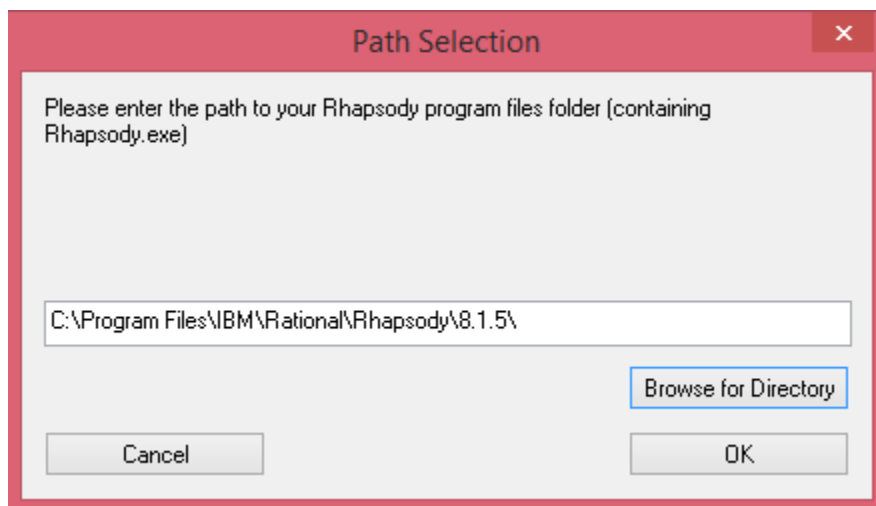 Path Selection
Please enter the path to your Rhapsody program files folder (containing
Rhapsody.exe)
C:\Program Files\IBM\Rational\Rhapsody\8.1.5\
Browse for Directory
Cancel
OK